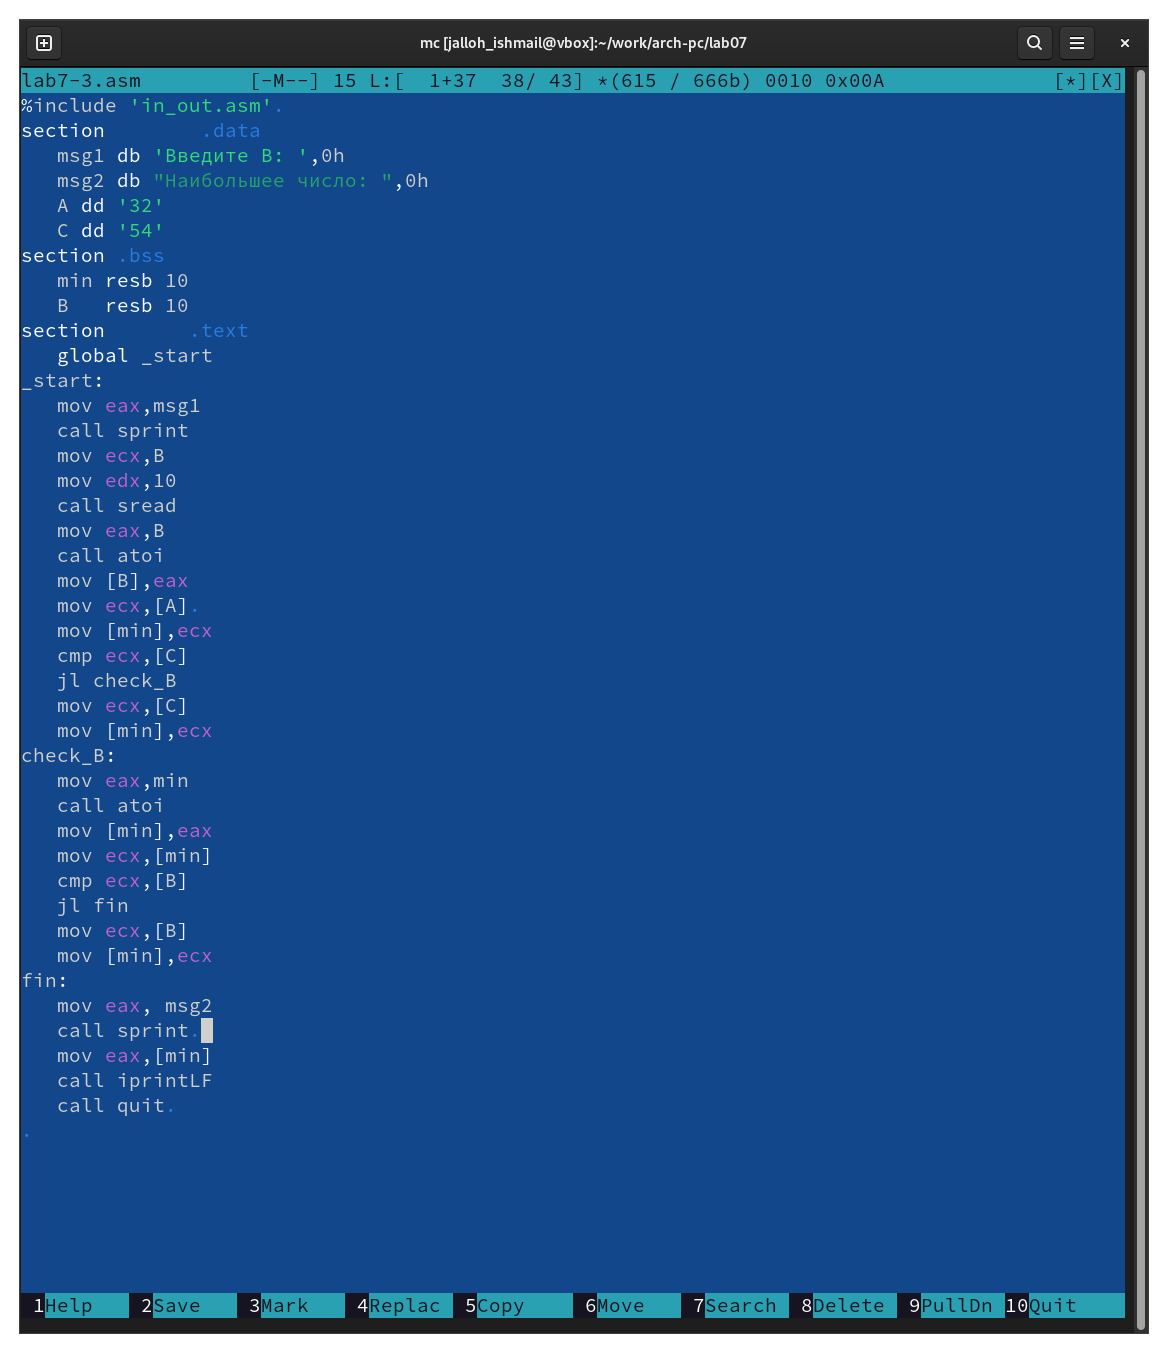 mc [jalloh_ishmail@vbox]:~/work/arch-pc/lab07
lab7-3.asm         [-M--] 15 L:[  1+37  38/ 43] *(615 / 666b) 0010 0x00A              [*][X]
%include 'in_out.asm'.
section        .data
   msg1 db 'Введите B: ',0h
   msg2 db "Наибольшее число: ",0h
   A dd '32'
   C dd '54'
section .bss
   min resb 10
   B   resb 10
section       .text
   global _start
_start:
   mov eax,msg1
   call sprint
   mov ecx,B
   mov edx,10
   call sread
   mov eax,B
   call atoi
   mov [B],eax
   mov ecx,[A].
   mov [min],ecx
   cmp ecx,[C]
   jl check_B
   mov ecx,[C]
   mov [min],ecx
check_B:
   mov eax,min
   call atoi
   mov [min],eax
   mov ecx,[min]
   cmp ecx,[B]
   jl fin
   mov ecx,[B]
   mov [min],ecx
fin:
   mov eax, msg2
   call sprint.
   mov eax,[min]
   call iprintLF
   call quit.
.
1Help 2Save 3Mark 4Replac 5Copy 6Move 7Search 8Delete 9PullDn 10Quit